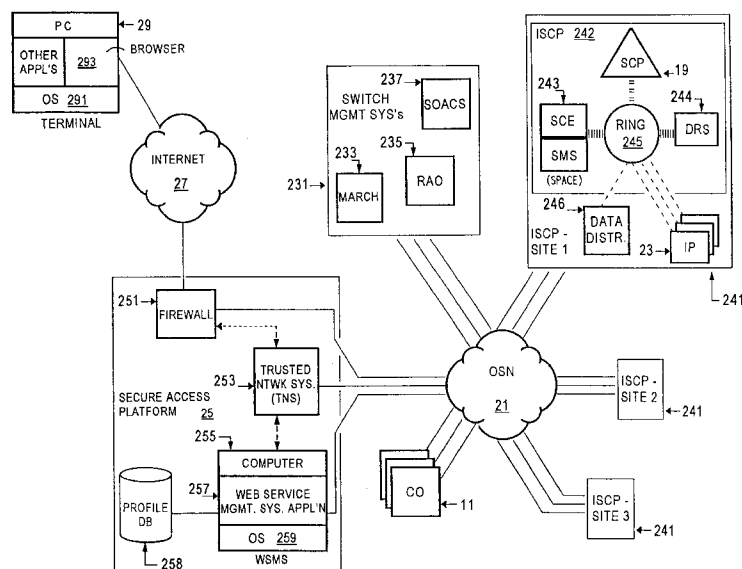 PC
29
OTHER
APPL'S
293
BROWSER
OS 291
TERMINAL
INTERNET
27
237
SWITCH
MGMT SYS's
SOACS
235
233
RAO
231
MARCH
ISCP 242
SCP
19
243
244
SCE
RING
245
DRS
SMS
(SPACE)
246
DATA
DISTR.
ISCP-
SITE 1
23
IP
241
251
FIREWALL
253
TRUSTED
NTWK SYS.
(TNS)
SECURE ACCESS
PLATFORM 25
255
COMPUTER
257
WEB SERVICE
MGMT. SYS. APPL'N
OS 259
WSMS
PROFILE
DB
258
OSN
21
CO
11
ISCP-
SITE 2
241
ISCP-
SITE 3
241